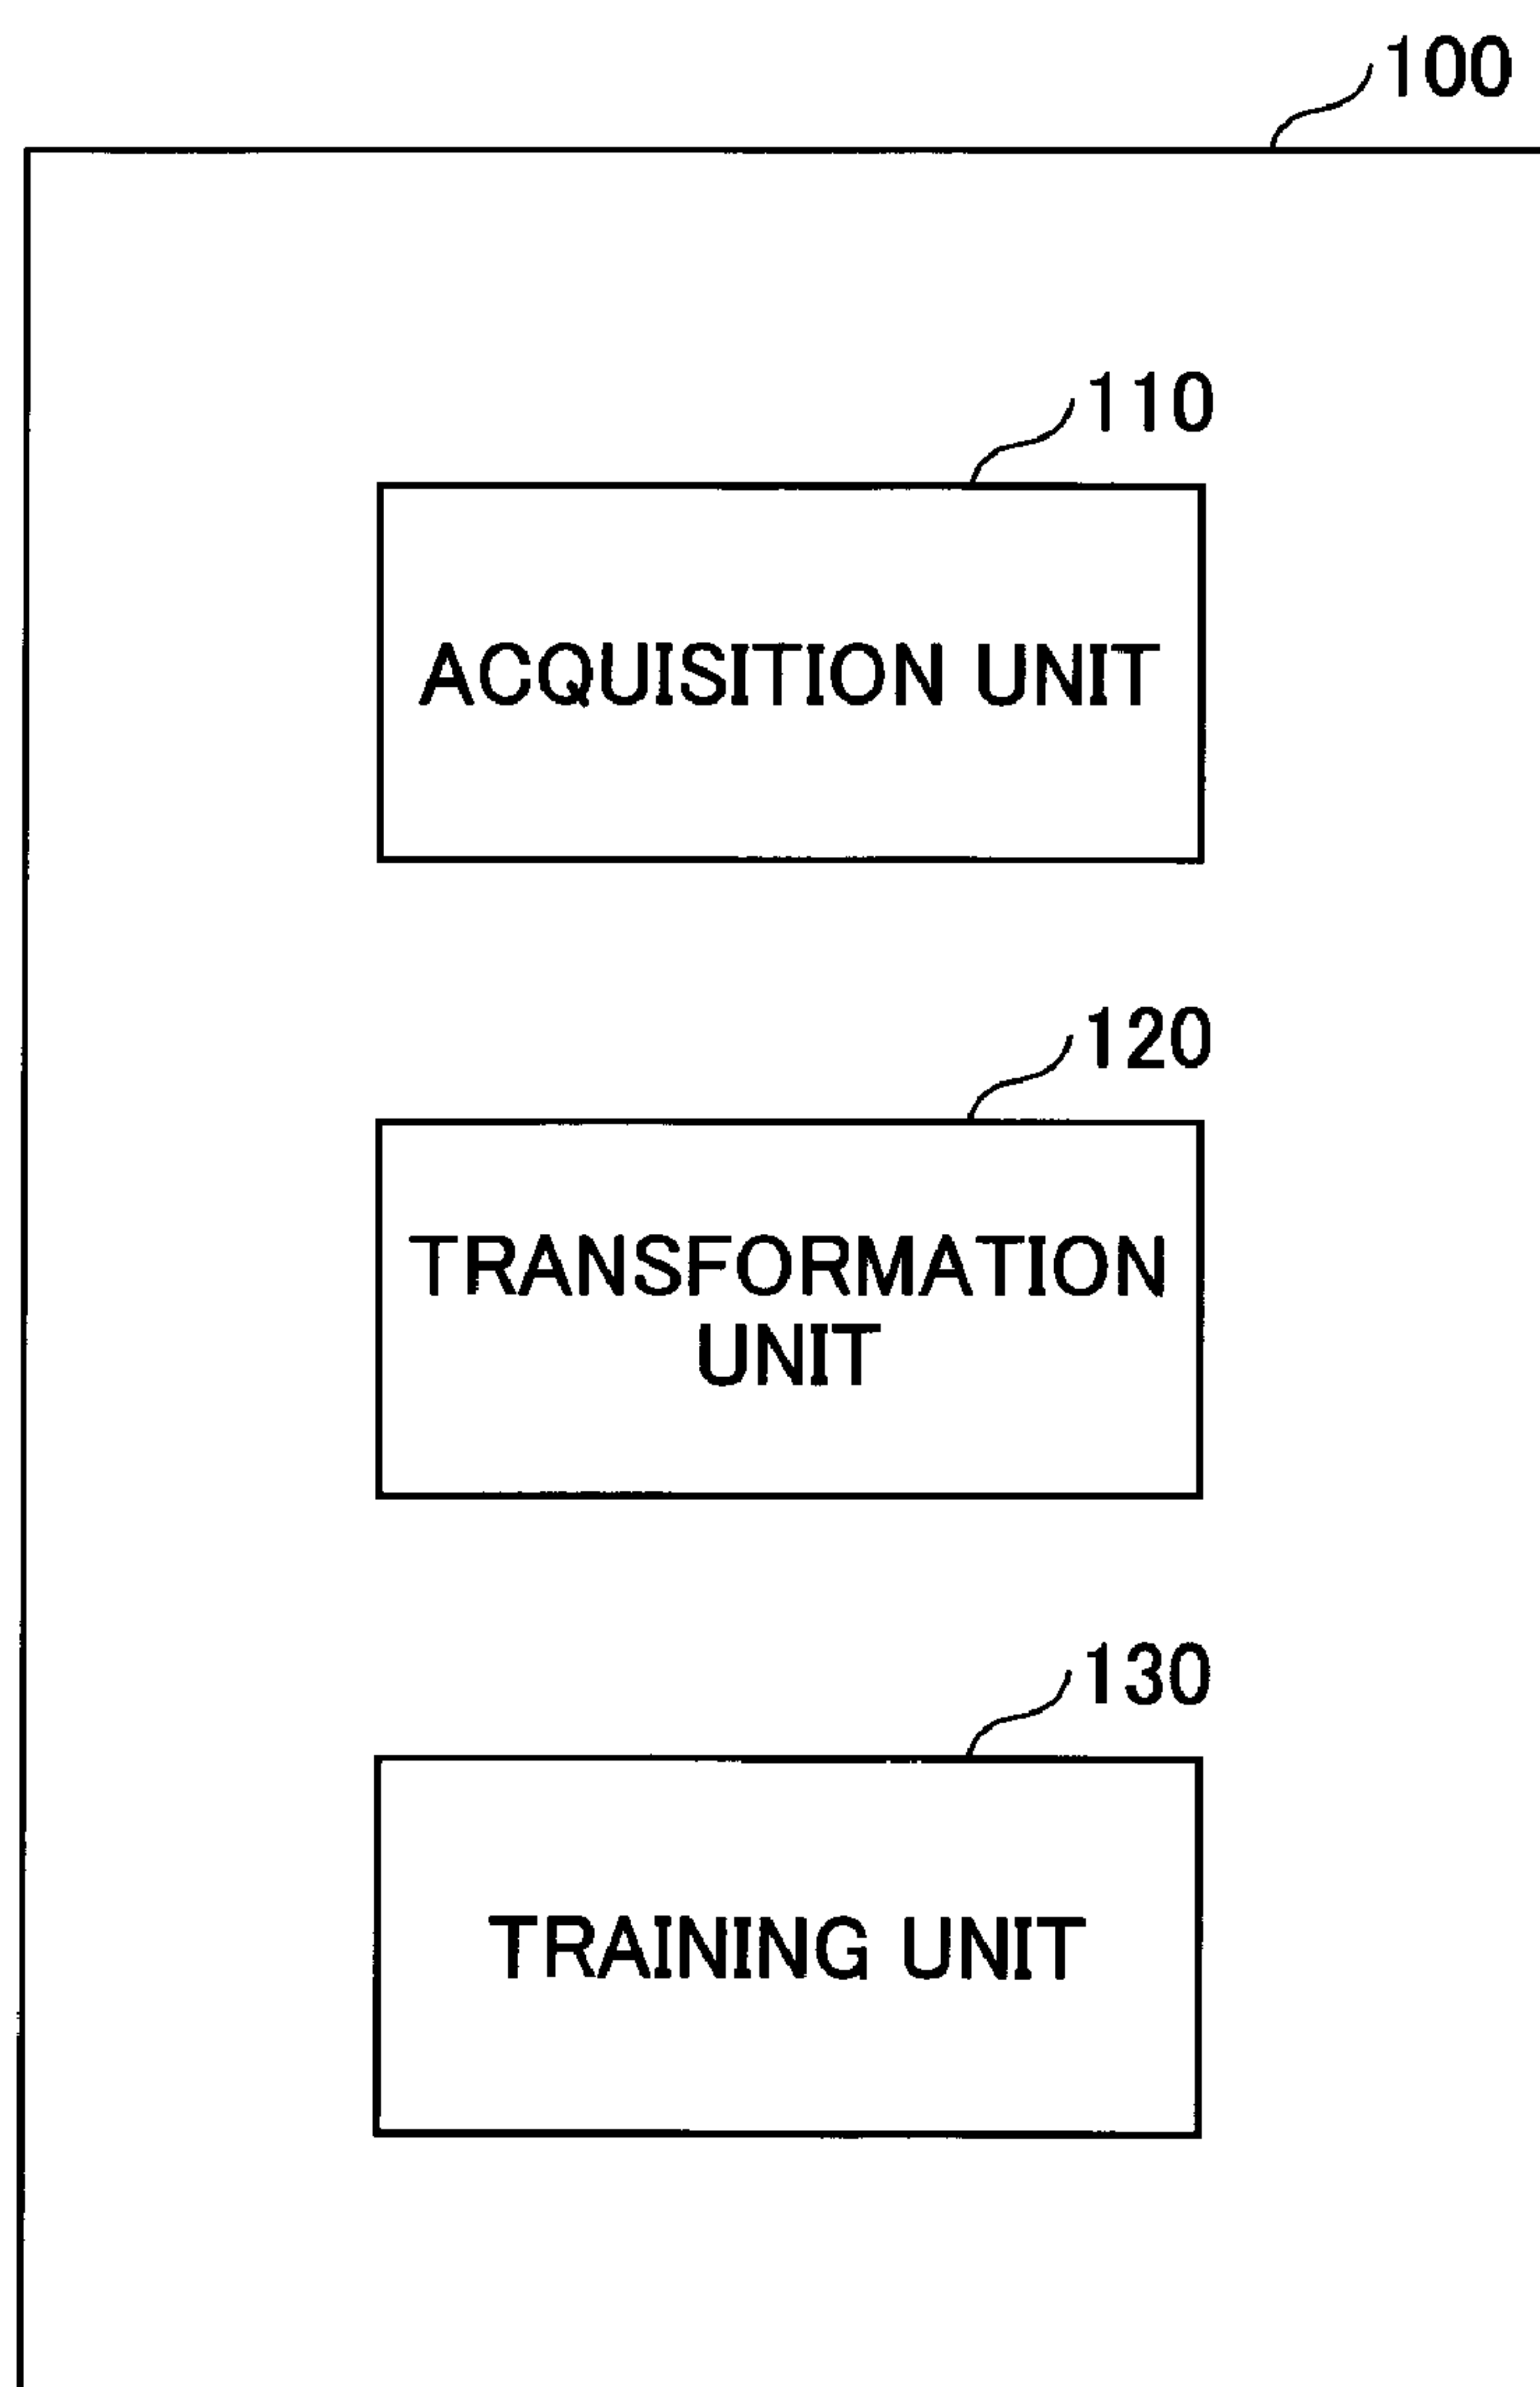 100
110
ACQUISITION UNIT
120
TRANSFORMATION
UNIT
130
TRAINING UNIT